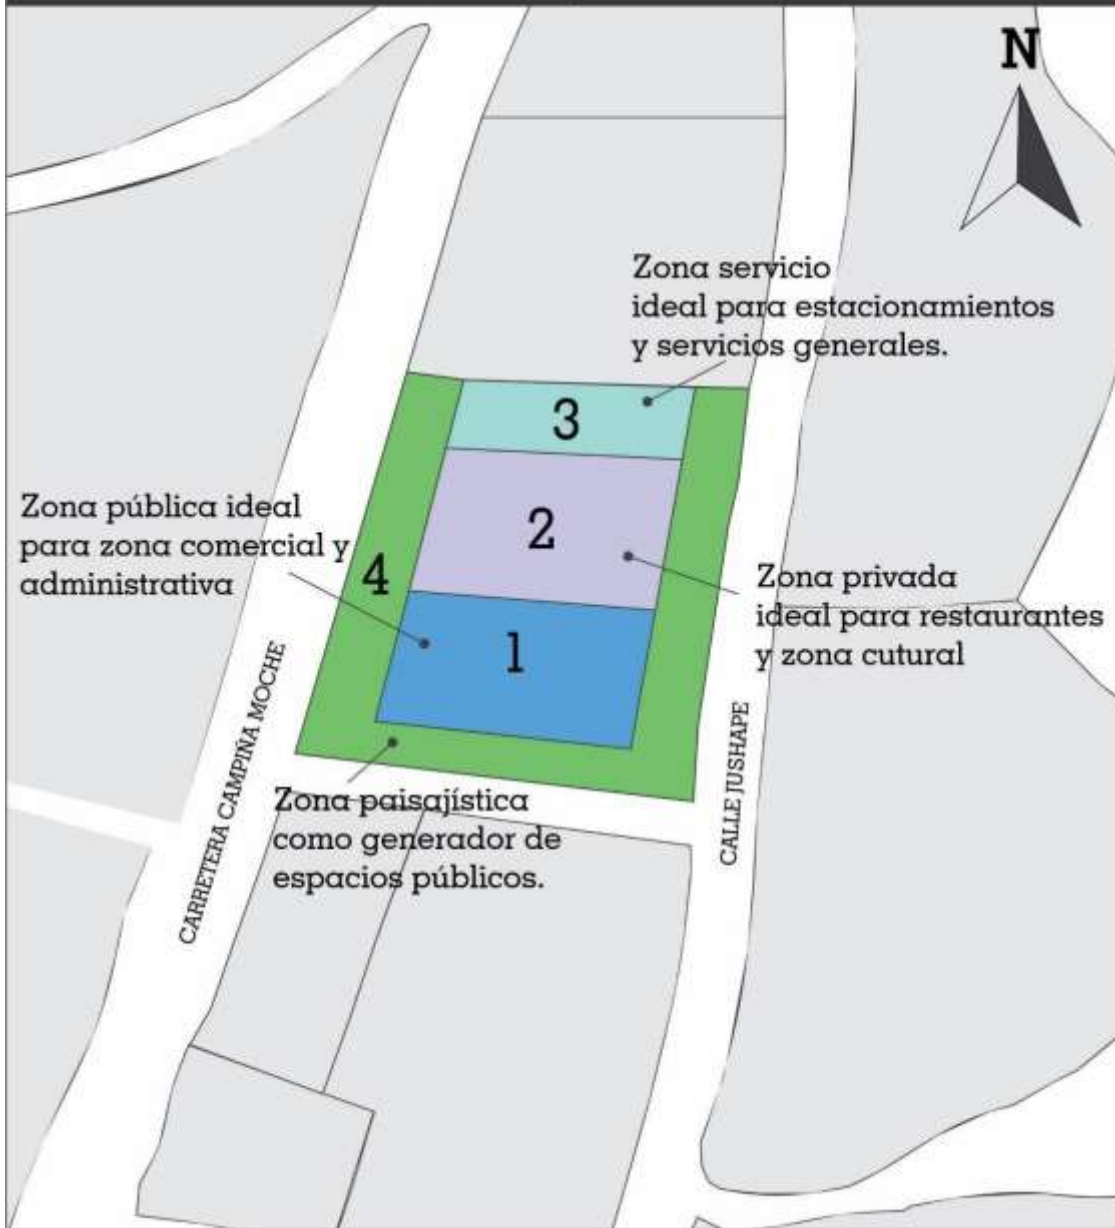 N
Zona servicio
ideal para estacionamientos
y servicios generales.
3
Zona pública ideal
para zona comercial y
administrativa
2
4
Zona privada
ideal para restaurantes
y zona cutural
1
CARRETERA CAMPIÑA MOCHE
CALLE JUSHAPE
Zona paisajística
como generador de
espacios públicos.